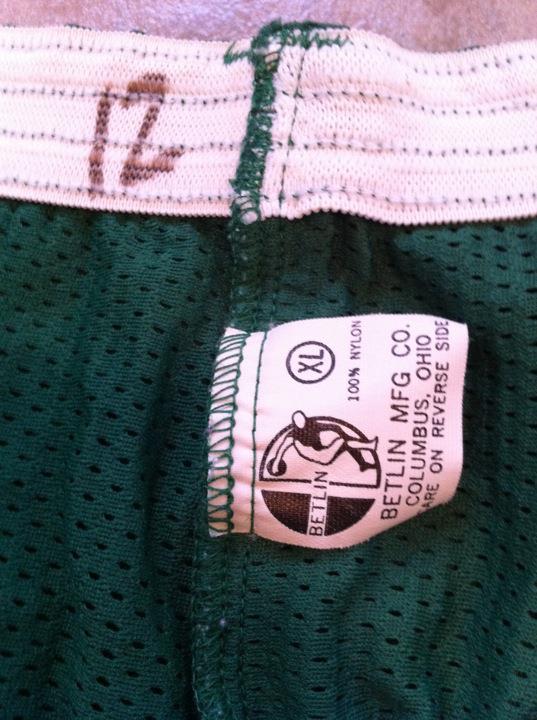 12
XL
100% NYLON
BETLIN
BETLIN MFG CO.
COLUMBUS, OHIO
ARE ON REVERSE SIDE